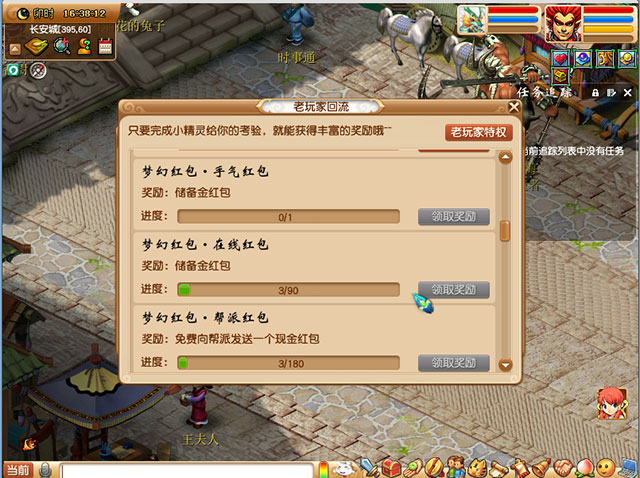 卯时 16-38-12
长安城[395,60]
花的兔子
时事通
任务追踪
当前追踪列表中没有任务
老玩家回流
只要完成小精灵给你的考验，就能获得丰富的奖励哦~
老玩家特权
梦幻红包·手气红包
奖励：储备金红包
进度：
0/1
领取奖励
梦幻红包·在线红包
奖励：储备金红包
进度：
3/90
领取奖励
梦幻红包·帮派红包
奖励：免费向帮派发送一个现金红包
进度：
3/180
领取奖励
王夫人
当前